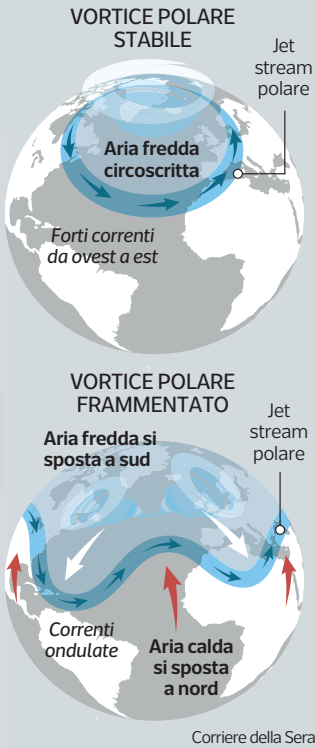 VORTICE POLARE
STABILE
Jet
stream
polare
Aria fredda
circoscritta
Forti correnti
da ovest a est
VORTICE POLARE
FRAMMENTATO
Aria fredda si
sposta a sud
Jet
stream
polare
Correnti
ondulate
Aria calda
si sposta
a nord
Corriere della Sera